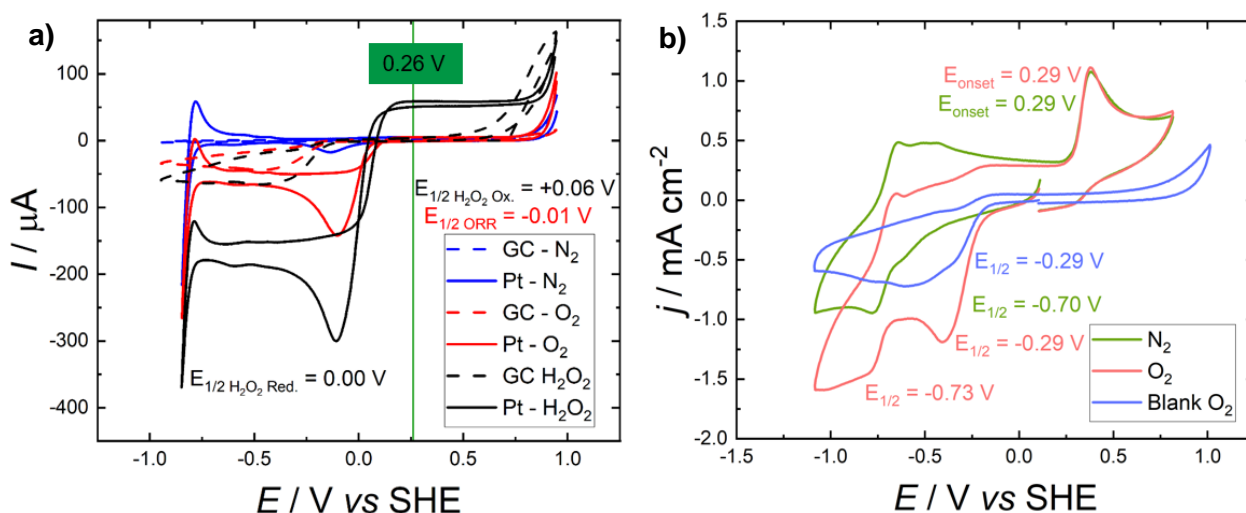 a)
0.26 V
E1/2 H2O2 Ox. = +0.06 V
E1/2 ORR = -0.01 V
E1/2 H2O2 Red. = 0.00 V
GC - N2
Pt - N2
GC - O2
Pt - O2
GC H2O2
Pt - H2O2
I / µA
100
0
-100
-200
-300
-400
-1.0
-0.5
0.0
0.5
1.0
E / V vs SHE
b)
Eonset = 0.29 V
Eonset = 0.29 V
E1/2 = -0.29 V
E1/2 = -0.70 V
E1/2 = -0.29 V
E1/2 = -0.73 V
N2
O2
Blank O2
j / mA cm-2
1.5
1.0
0.5
0.0
-0.5
-1.0
-1.5
-2.0
-1.5
-1.0
-0.5
0.0
0.5
1.0
E / V vs SHE